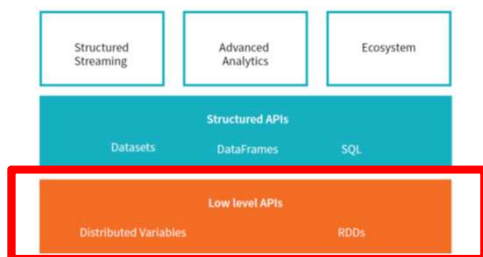 Structured
Streaming
Advanced
Analytics
Ecosystem
Structured APIs
Datasets DataFrames SQL
Low level APIs
Distributed Variables RDDs